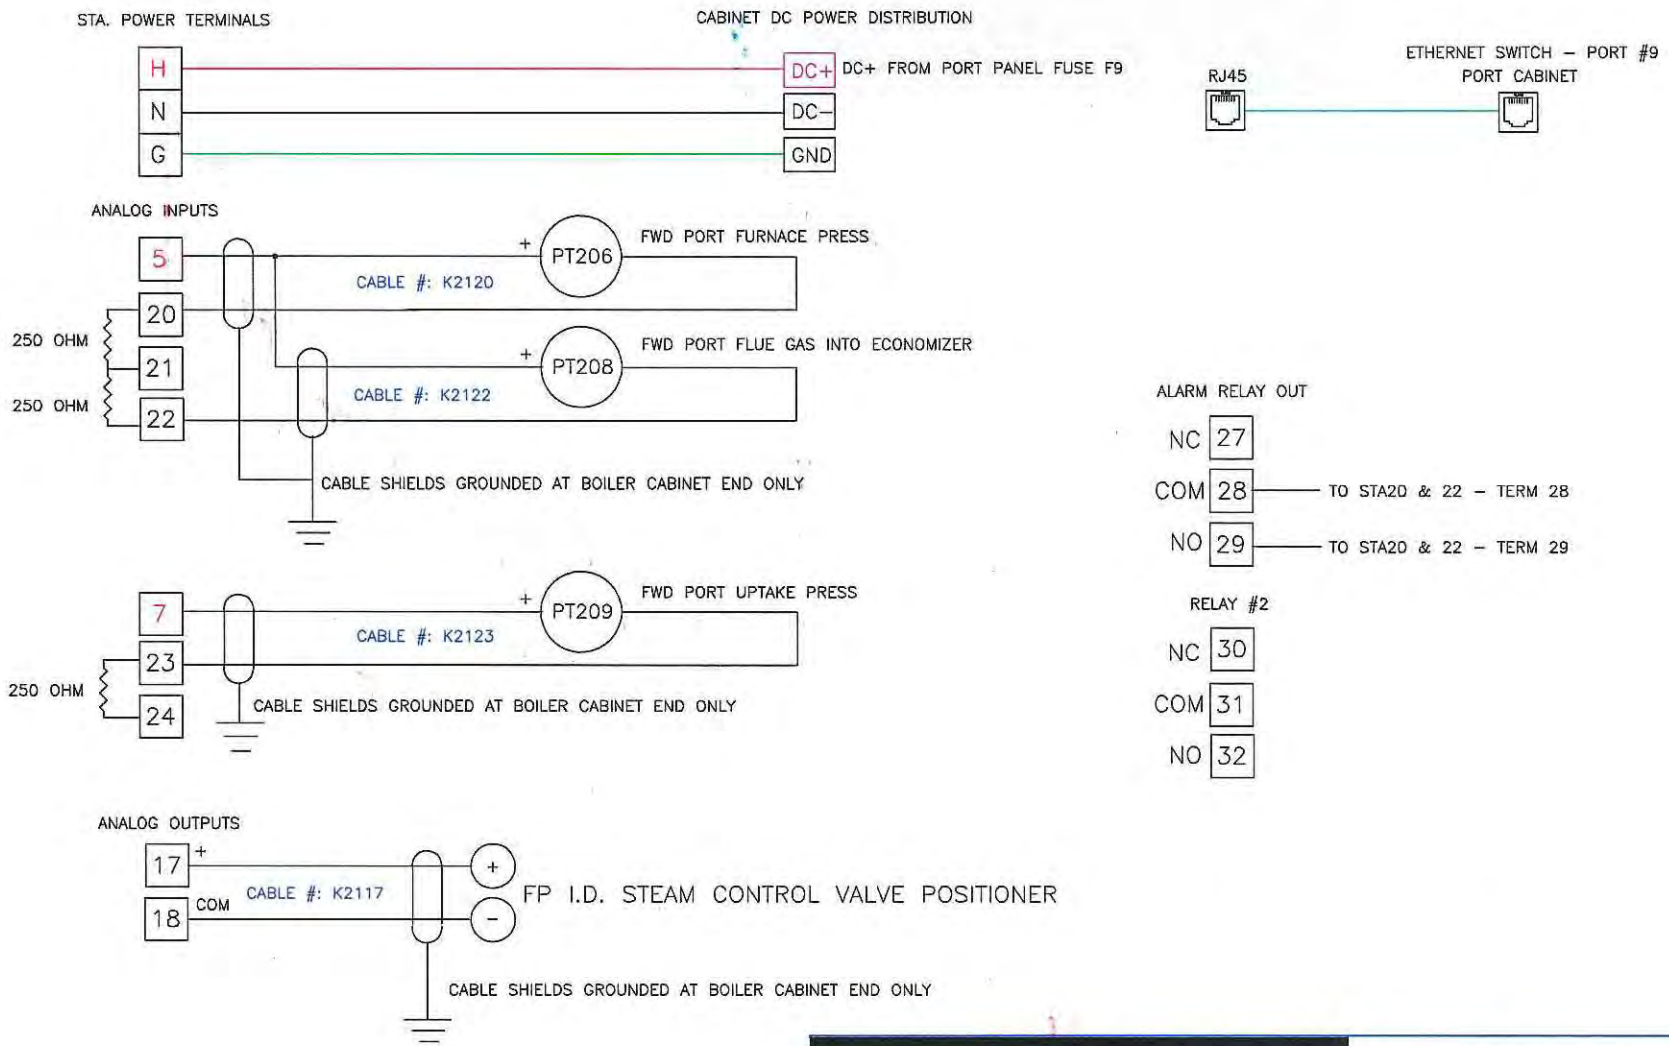 STA. POWER TERMINALS
CABINET DC POWER DISTRIBUTION
H
DC+ DC+ FROM PORT PANEL FUSE F9
N
DC-
G
GND
RJ45
ETHERNET SWITCH - PORT #9
PORT CABINET
ANALOG INPUTS
5
+
PT206
FWD PORT FURNACE PRESS
CABLE #: K2120
20
250 OHM
21
+
PT208
FWD PORT FLUE GAS INTO ECONOMIZER
CABLE #: K2122
250 OHM
22
CABLE SHIELDS GROUNDED AT BOILER CABINET END ONLY
7
+
PT209
FWD PORT UPTAKE PRESS
CABLE #: K2123
23
250 OHM
24
CABLE SHIELDS GROUNDED AT BOILER CABINET END ONLY
ANALOG OUTPUTS
17 +
+
CABLE #: K2117
FP I.D. STEAM CONTROL VALVE POSITIONER
18 COM
-
CABLE SHIELDS GROUNDED AT BOILER CABINET END ONLY
ALARM RELAY OUT
NC 27
COM 28 TO STA20 & 22 - TERM 28
NO 29 TO STA20 & 22 - TERM 29
RELAY #2
NC 30
COM 31
NO 32